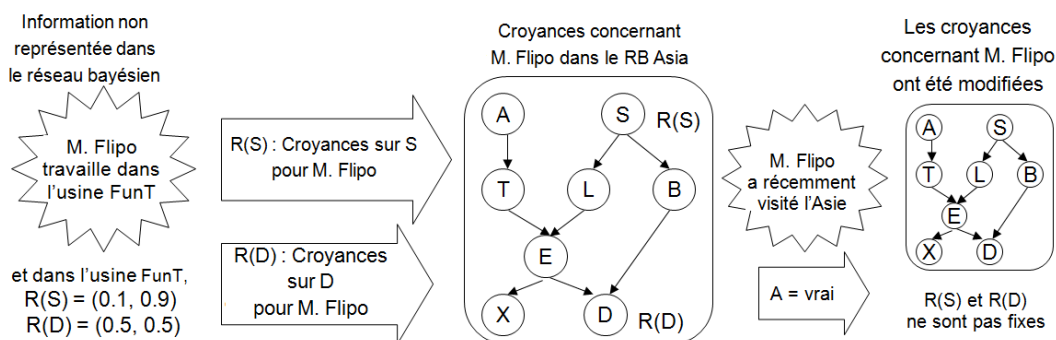 Information non
représentée dans
le réseau bayésien
M. Flipo
travaille dans
l'usine FunT
et dans l'usine FunT,
R(S) = (0.1, 0.9)
R(D) = (0.5, 0.5)
R(S) : Croyances sur S
pour M. Flipo
R(D) : Croyances
sur D
pour M. Flipo
Croyances concernant
M. Flipo dans le RB Asia
A
S
R(S)
T
L
B
E
X
D
R(D)
M. Flipo
a récemment
visité l'Asie
A = vrai
Les croyances
concernant M. Flipo
ont été modifiées
A
S
T
L
B
E
X
D
R(S) et R(D)
ne sont pas fixes